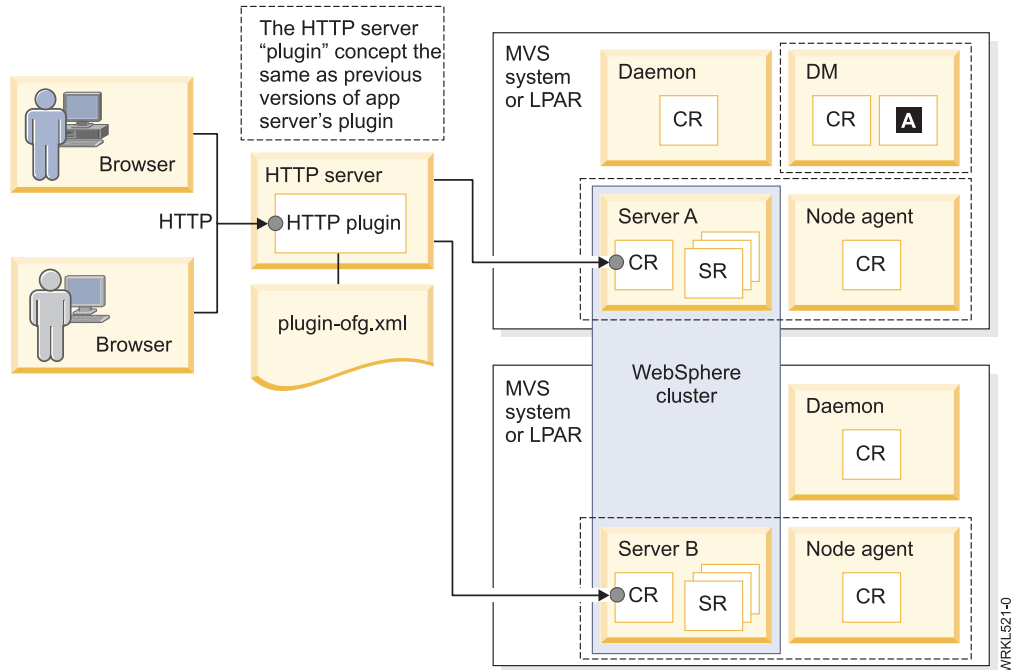 The HTTP server
“plugin” concept the
same as previous
versions of app
server’s plugin
Browser
HTTP
Browser
HTTP server
HTTP plugin
plugin-ofg.xml
MVS
system
or LPAR
Daemon
CR
DM
CR
A
Server A
CR
SR
Node agent
CR
WebSphere
cluster
MVS
system
or LPAR
Daemon
CR
Server B
CR
SR
Node agent
CR
WRKL521-0